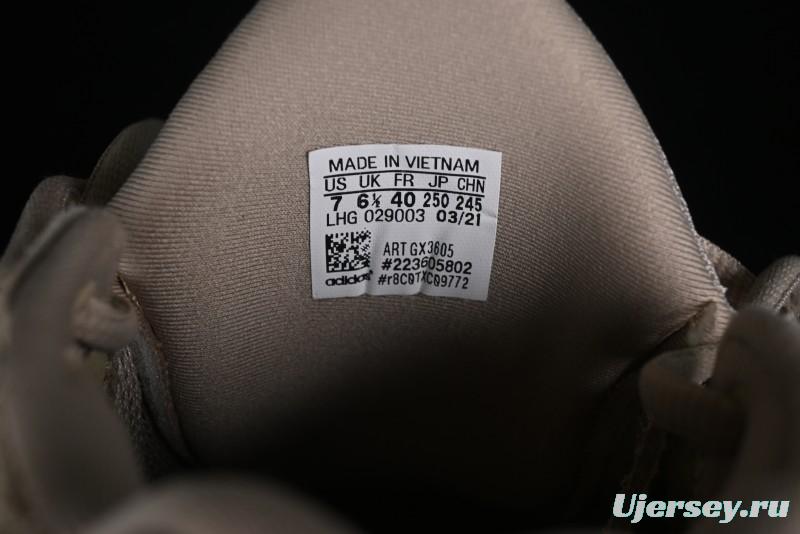 MADE IN VIETNAM
US UK FR JP CHN
7 6½ 40 250 245
LHG 029003 03/21
ART GX3605
#223605802
adidas #r8C0TXC09772
Ujersey.ru